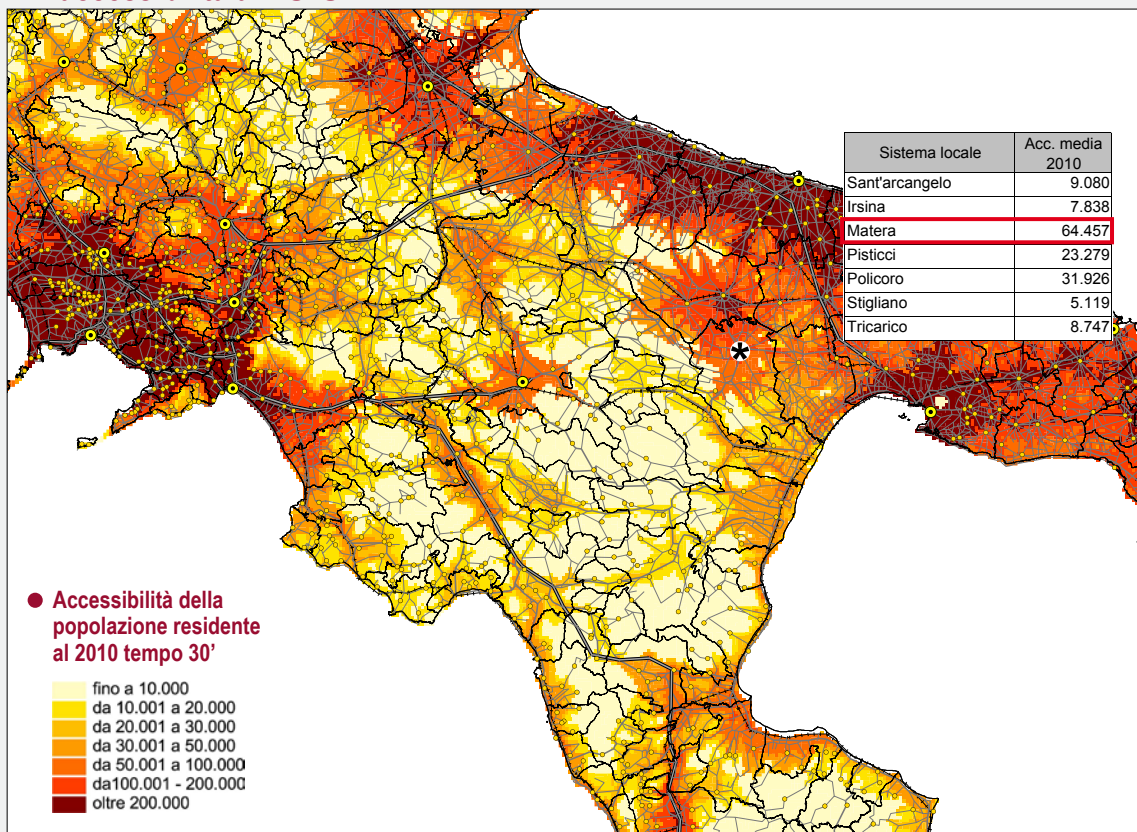 Sistema locale
Acc. media
2010
Sant'arcangelo 9.080
Irsina 7.838
Matera 64.457
Pisticci 23.279
Policoro 31.926
Stigliano 5.119
Tricarico 8.747
*
● Accessibilità della
popolazione residente
al 2010 tempo 30’
fino a 10.000
da 10.001 a 20.000
da 20.001 a 30.000
da 30.001 a 50.000
da 50.001 a 100.000
da100.001 - 200.000
oltre 200.000